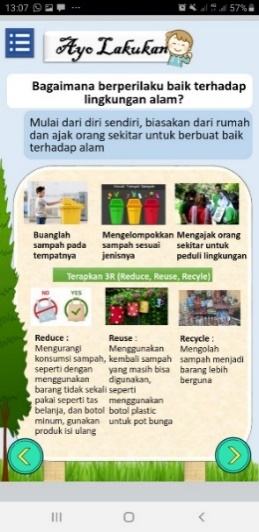 13:07
57%
Ayo Lakukan
Bagaimana berperilaku baik terhadap
lingkungan alam?
Mulai dari diri sendiri, biasakan dari rumah
dan ajak orang sekitar untuk berbuat baik
terhadap alam
Buanglah
sampah pada
tempatnya
Mengelompokkan
sampah sesuai
jenisnya
Mengajak orang
sekitar untuk
peduli lingkungan
Terapkan 3R (Reduce, Reuse, Recyle)
NO YES
Reduce :
Mengurangi
konsumsi sampah,
seperti dengan
menggunakan
barang tidak sekali
pakai seperti tas
belanja, dan botol
minum, gunakan
produk isi ulang
Reuse :
Menggunakan
kembali sampah
yang masih bisa
digunakan,
seperti
menggunakan
botol plastic
untuk pot bunga
Recycle :
Mengolah
sampah menjadi
barang lebih
berguna